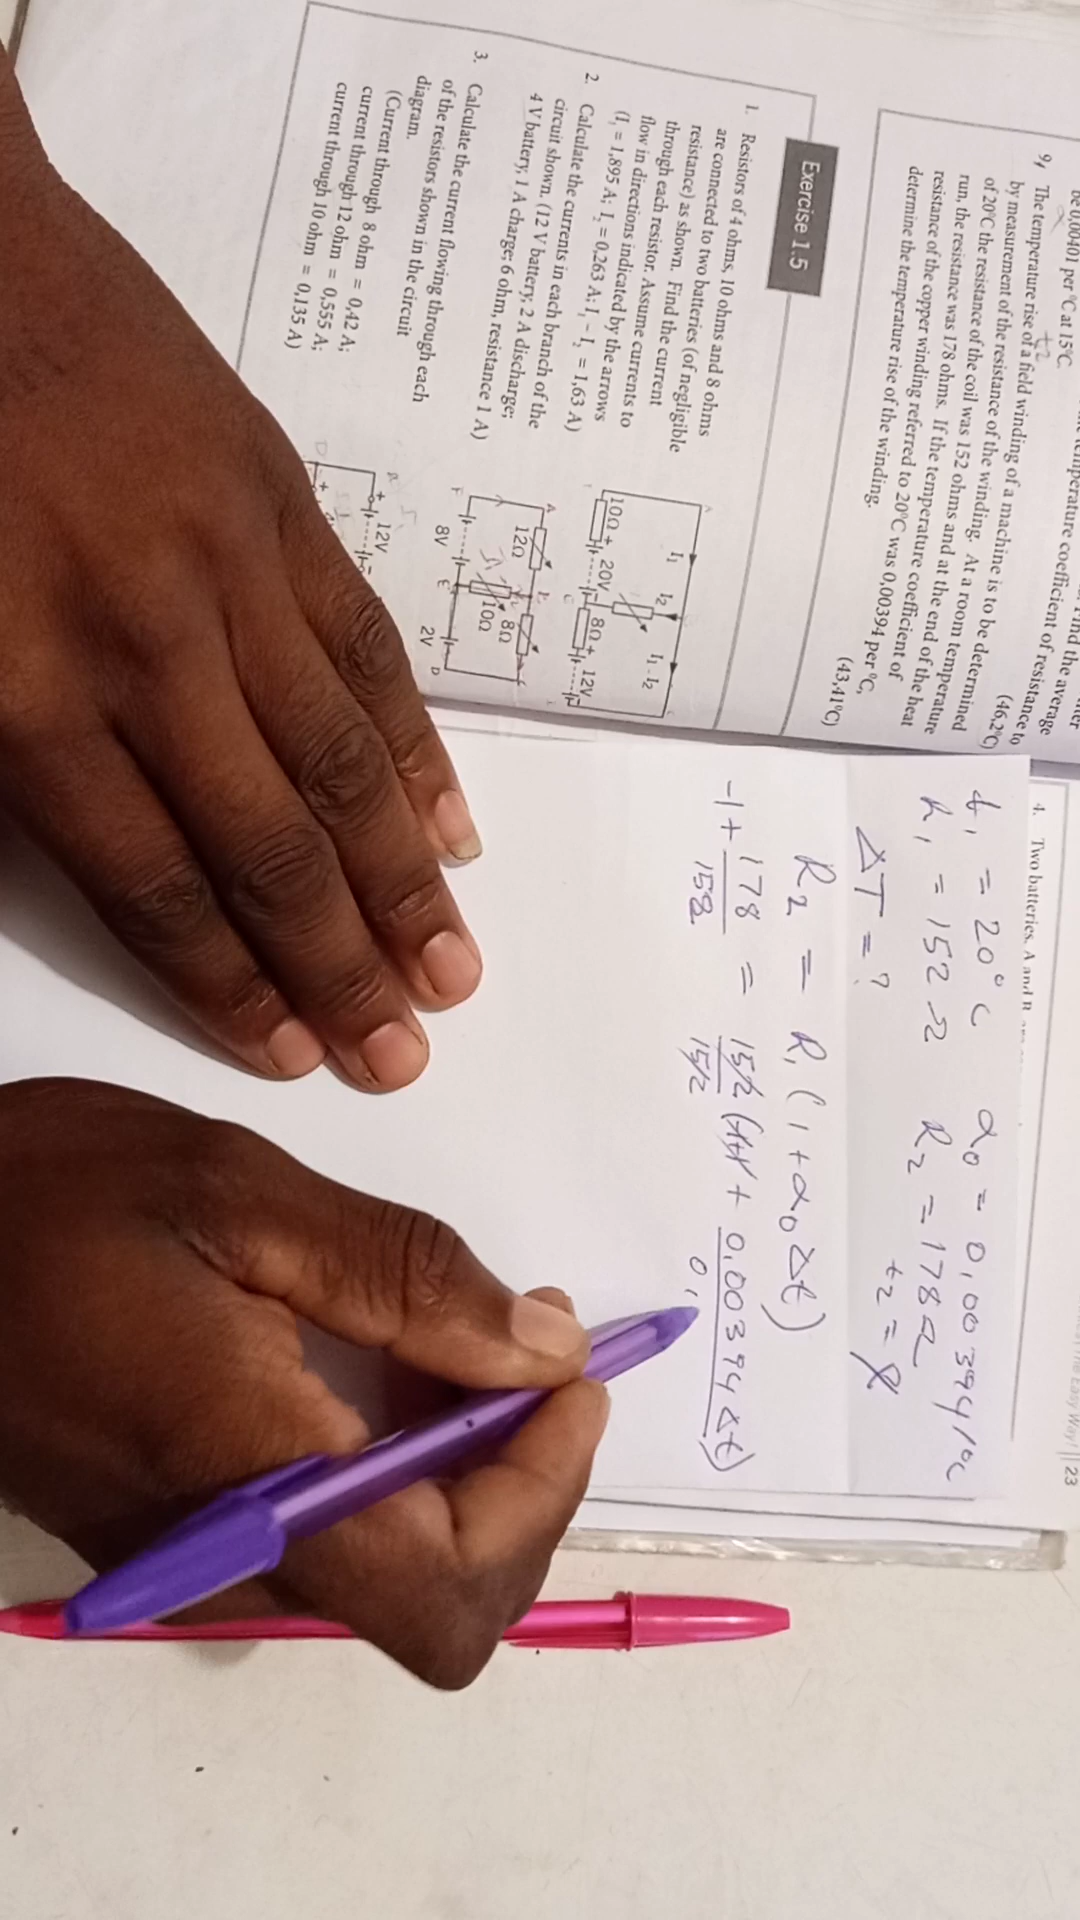 be 0,00401 per °C at 15°C.
temperature coefficient of resistance to
(46,2°C)
9, The temperature rise of a field winding of a machine is to be determined
by measurement of the resistance of the winding. At a room temperature
of 20°C the resistance of the coil was 152 ohms and at the end of the heat
run, the resistance was 178 ohms. If the temperature coefficient of
resistance of the copper winding referred to 20°C was 0,00394 per °C,
determine the temperature rise of the winding.
(43,41°C)
Exercise 1.5
1. Resistors of 4 ohms, 10 ohms and 8 ohms
are connected to two batteries (of negligible
resistance) as shown. Find the current
through each resistor. Assume currents to
flow in directions indicated by the arrows
(I₁ = 1,895 A; I₂ = 0,263 A; I₁ – I₂ = 1,63 A)
I₁
I₂
I₁ - I₂
10Ω + 20V – 8Ω + 12V –
2. Calculate the currents in each branch of the
circuit shown. (12 V battery, 2 A discharge;
4 V battery, 1 A charge; 6 ohm, resistance 1 A)
A
12Ω
8Ω
10Ω
F
8V
E
2V
D
3. Calculate the current flowing through each
of the resistors shown in the circuit
diagram.
(Current through 8 ohm = 0,42 A;
current through 12 ohm = 0,555 A;
current through 10 ohm = 0,135 A)
+ 12V –
23
4. Two batteries, A and B
t₁ = 20°C α₀ = 0,00394/°C
R₁ = 152 Ω R₂ = 178 Ω
ΔT = ? t₂ =
R₂ = R₁ (1 + α₀ Δt)
-1 + 178/152 = 152/152 (1 + 0,00394 Δt)
0,